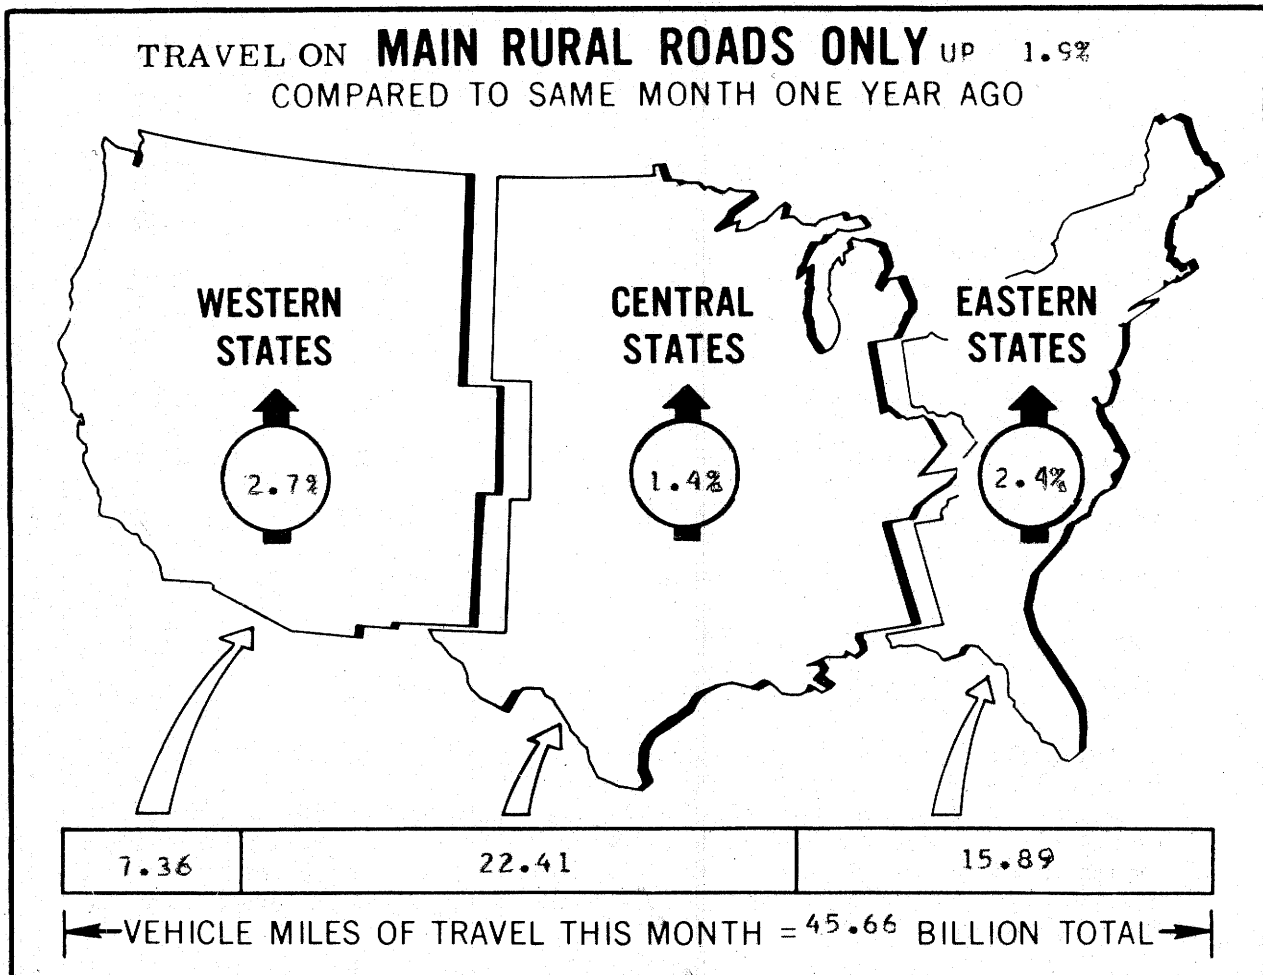 TRAVEL ON MAIN RURAL ROADS ONLY UP 1.9%
COMPARED TO SAME MONTH ONE YEAR AGO
WESTERN
STATES
2.7%
CENTRAL
STATES
1.4%
EASTERN
STATES
2.4%
7.36 22.41 15.89
VEHICLE MILES OF TRAVEL THIS MONTH = 45.66 BILLION TOTAL